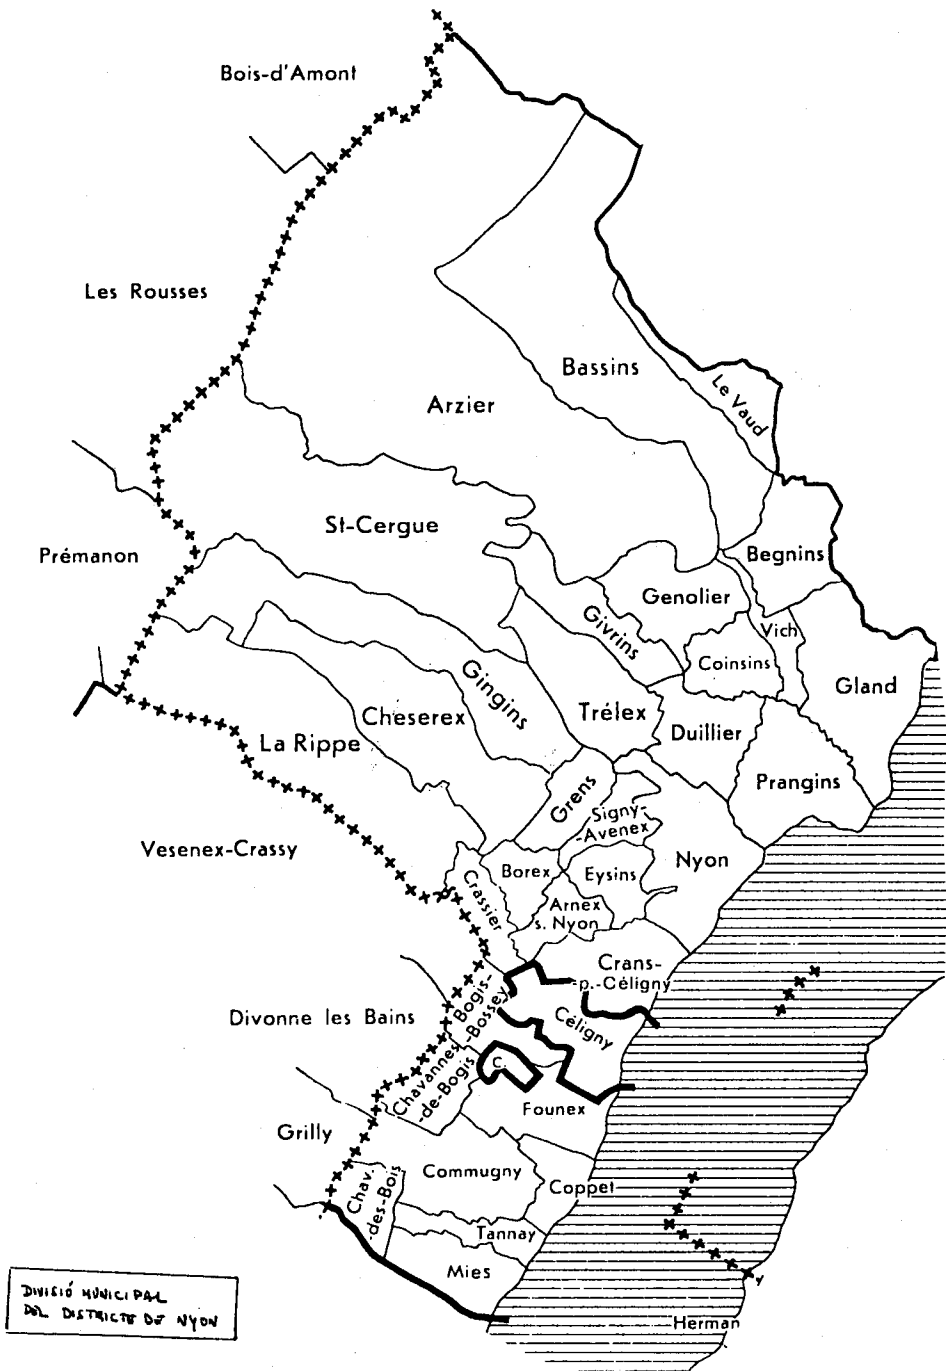 Bois-d'Amont
Les Rousses
Bassins
Le Vaud
Arzier
St-Cergue
Prémanon
Begnins
Genolier
Givrins
Vich
Coinsins
Gingins
Gland
Cheserex
Trélex
La Rippe
Duillier
Prangins
Grens
Signy-
-Avenex
Vesenex-Crassy
Nyon
Borex
Eysins
Crassier
Arnex
s. Nyon
Crans-
-p.-Céligny
Bogis-
-Bossey
Divonne les Bains
Céligny
Chavannes-
-de-Bogis
C.
Founex
Grilly
Commugny
Chav.
-des-Bois
Coppet
Tannay
Mies
Herman
DIVISIÓ MUNICIPAL
DEL DISTRICTE DE NYON